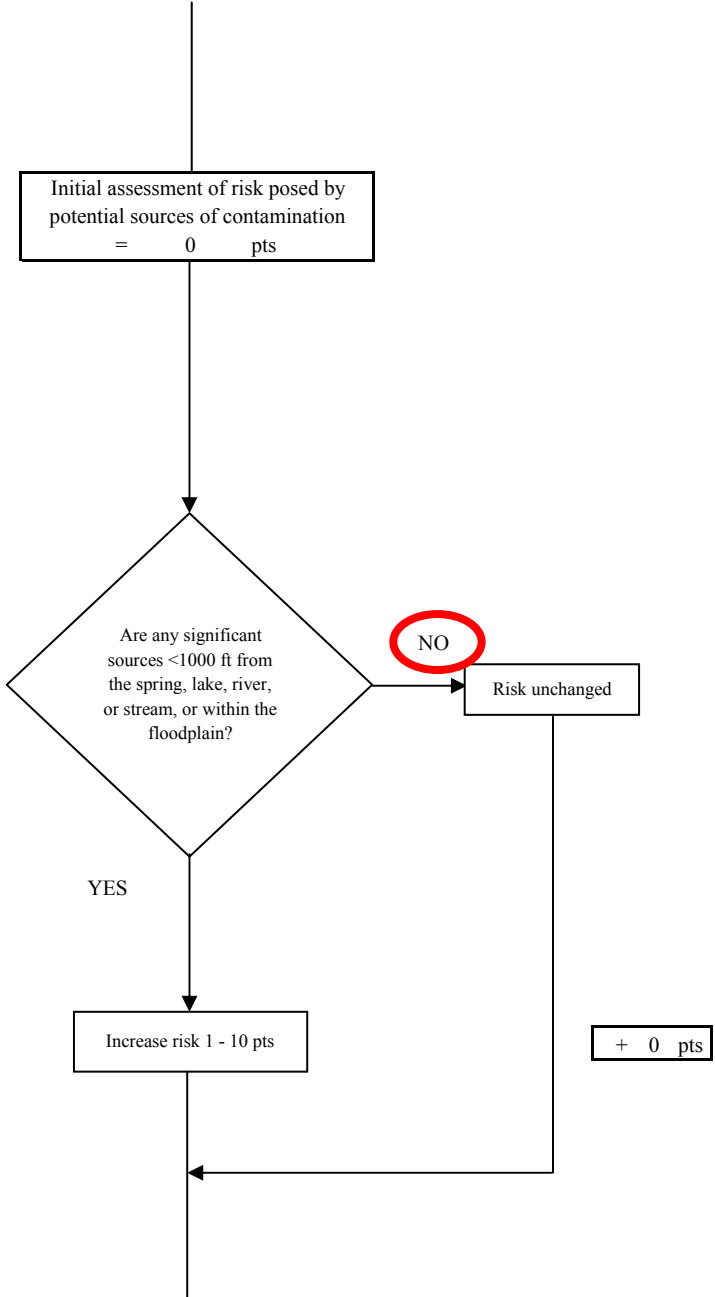 Initial assessment of risk posed by
potential sources of contamination
= 0 pts
Are any significant
sources <1000 ft from
the spring, lake, river,
or stream, or within the
floodplain?
NO
Risk unchanged
YES
Increase risk 1 - 10 pts
+ 0 pts